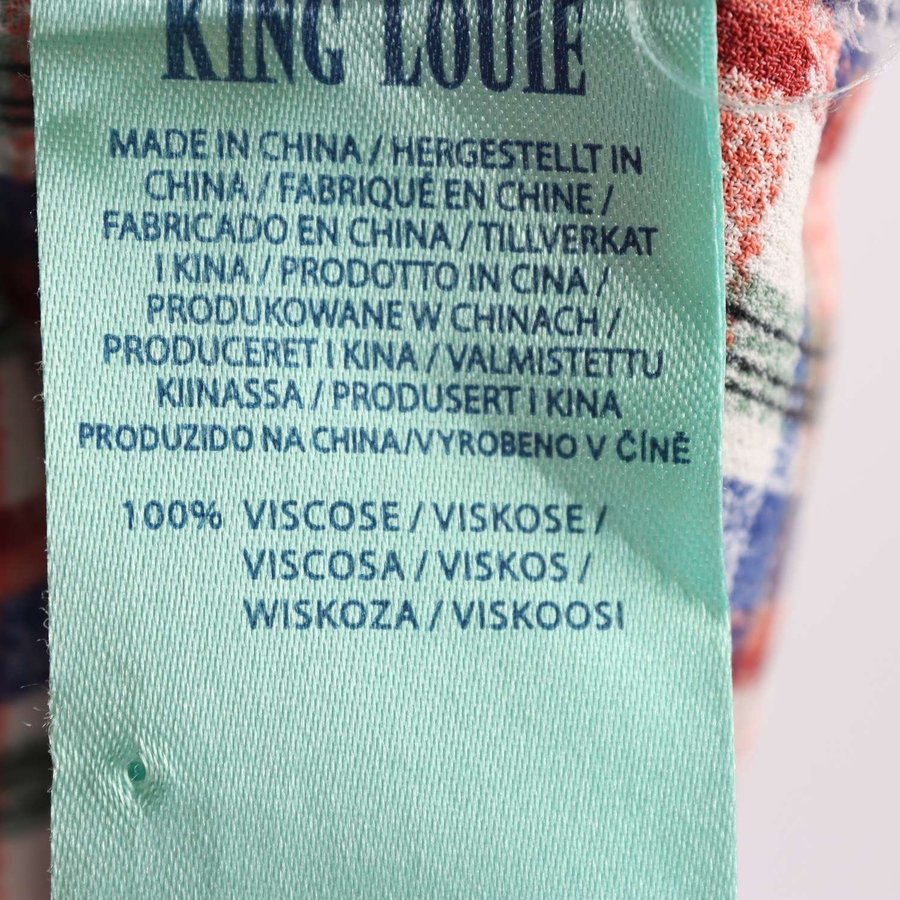 KING LOUIE
MADE IN CHINA / HERGESTELLT IN
CHINA / FABRIQUÉ EN CHINE /
FABRICADO EN CHINA / TILLVERKAT
I KINA / PRODOTTO IN CINA /
PRODUKOWANE W CHINACH /
PRODUCERET I KINA / VALMISTETTU
KIINASSA / PRODUSERT I KINA
PRODUZIDO NA CHINA/VYROBENO V ČÍNĚ
100% VISCOSE / VISKOSE /
VISCOSA / VISKOS /
WISKOZA / VISKOOSI